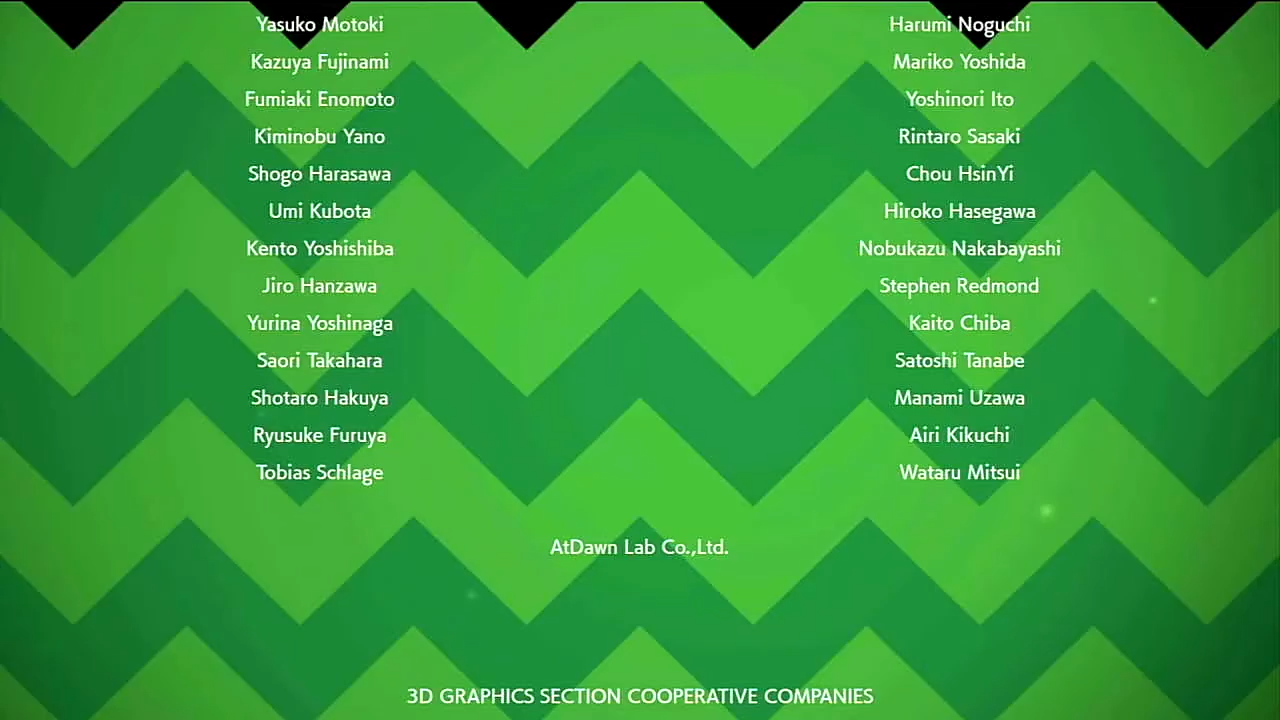 Yasuko Motoki
Harumi Noguchi
Kazuya Fujinami
Mariko Yoshida
Fumiaki Enomoto
Yoshinori Ito
Kiminobu Yano
Rintaro Sasaki
Shogo Harasawa
Chou HsinYi
Umi Kubota
Hiroko Hasegawa
Kento Yoshishiba
Nobukazu Nakabayashi
Jiro Hanzawa
Stephen Redmond
Yurina Yoshinaga
Kaito Chiba
Saori Takahara
Satoshi Tanabe
Shotaro Hakuya
Manami Uzawa
Ryusuke Furuya
Airi Kikuchi
Tobias Schlage
Wataru Mitsui
AtDawn Lab Co.,Ltd.
3D GRAPHICS SECTION COOPERATIVE COMPANIES